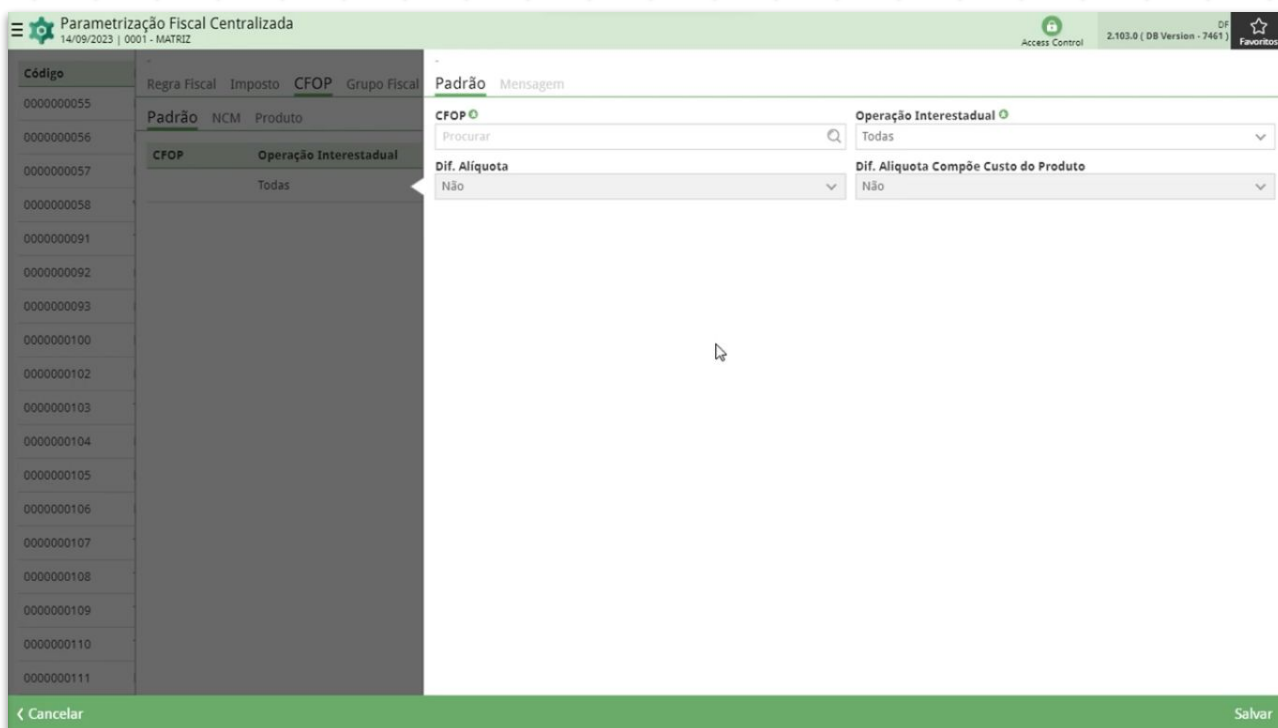 Parametrização Fiscal Centralizada
14/09/2023 | 0001 - MATRIZ
Access Control
DF
2.103.0 ( DB Version - 7461 )
Favoritos
Código
0000000055
0000000056
0000000057
0000000058
0000000091
0000000092
0000000093
0000000100
0000000102
0000000103
0000000104
0000000105
0000000106
0000000107
0000000108
0000000109
0000000110
0000000111
-
Regra Fiscal Imposto CFOP Grupo Fiscal
Padrão NCM Produto
CFOP Operação Interestadual
Todas
-
Padrão Mensagem
CFOP
Procurar
Operação Interestadual
Todas
Dif. Alíquota
Não
Dif. Aliquota Compõe Custo do Produto
Não
Cancelar
Salvar